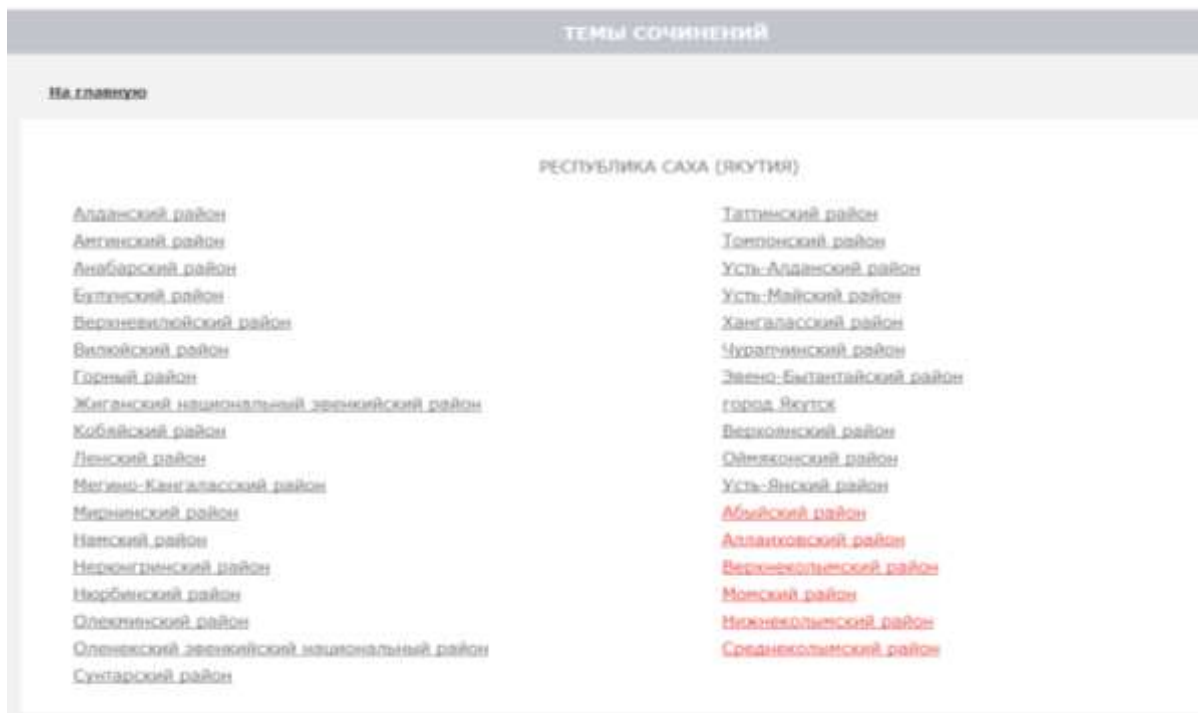 ТЕМЫ СОЧИНЕНИЙ
На главную
РЕСПУБЛИКА САХА (ЯКУТИЯ)
Алданский район
Амгинский район
Анабарский район
Булунский район
Верхневилюйский район
Вилюйский район
Горный район
Жиганский национальный эвенкийский район
Кобяйский район
Ленский район
Мегино-Кангаласский район
Мирнинский район
Намский район
Нерюнгринский район
Нюрбинский район
Олекминский район
Оленекский эвенкийский национальный район
Сунтарский район
Таттинский район
Томпонский район
Усть-Алданский район
Усть-Майский район
Хангаласский район
Чурапчинский район
Эвено-Бытантайский район
город Якутск
Верхоянский район
Оймяконский район
Усть-Янский район
Абыйский район
Аллаиховский район
Верхнеколымский район
Момский район
Нижнеколымский район
Среднеколымский район